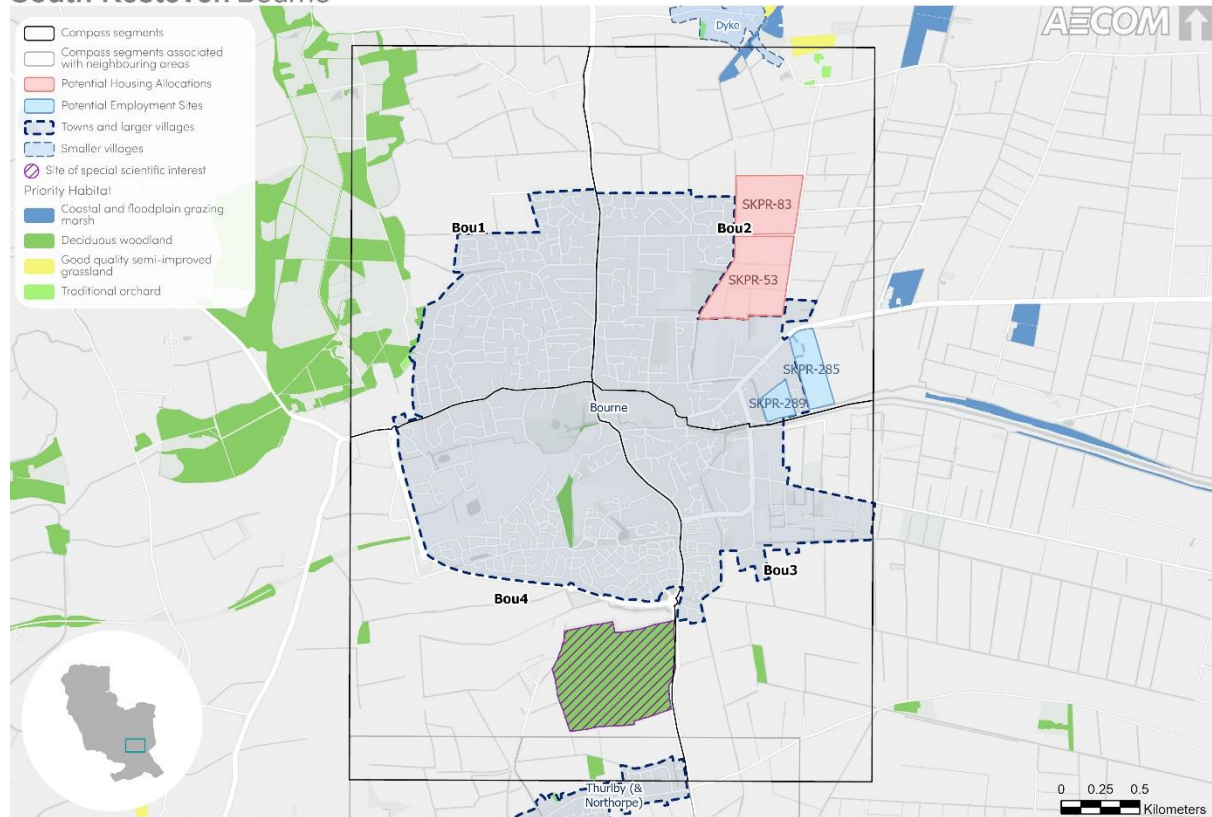 South Kesteven Bourne
Compass segments
Compass segments associated
with neighbouring areas
Potential Housing Allocations
Potential Employment Sites
Towns and larger villages
Smaller villages
Site of special scientific interest
Priority Habitat
Coastal and floodplain grazing
marsh
Deciduous woodland
Good quality semi-improved
grassland
Traditional orchard
Dyke
AECOM
SKPR-83
Bou1
Bou2
SKPR-53
SKPR-285
SKPR-289
Bourne
Bou3
Bou4
Thurlby (&
Northorpe)
0 0.25 0.5
Kilometers